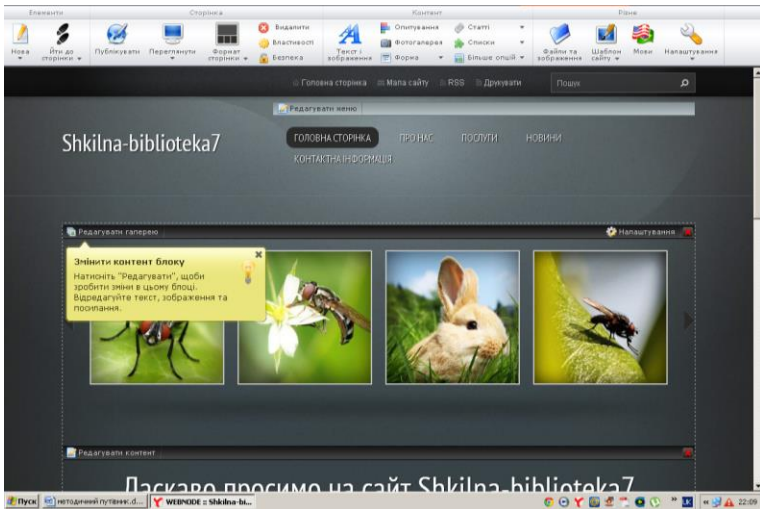 Елементи Сторінка Контент Різне
Нова
Йти до сторінки
Публікувати
Переглянути
Формат сторінки
Видалити
Властивості
Безпека
Текст і зображення
Опитування
Фотогалерея
Форма
Статті
Списки
Більше опцій
Файли та зображення
Шаблон сайту
Мови
Налаштування
Головна сторінка Мапа сайту RSS Друкувати Пошук
Редагувати меню
Shkilna-biblioteka7
ГОЛОВНА СТОРІНКА ПРО НАС ПОСЛУГИ НОВИНИ
КОНТАКТНА ІНФОРМАЦІЯ
Редагувати галерею Налаштування
Змінити контент блоку
Натисніть "Редагувати", щоби
зробити зміни в цьому блоці.
Відредагуйте текст, зображення та
посилання.
Редагувати контент
Ласкаво просимо на сайт Shkilna-biblioteka7
Пуск методичний путівник.d... WEBNODE :: Shkilna-bi... UK 22:09